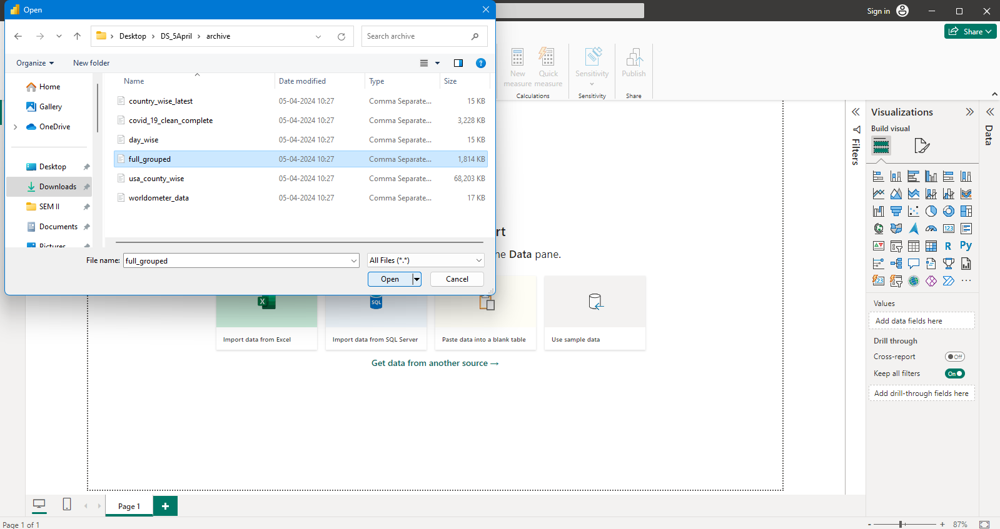 Open
Sign in
Desktop > DS_5April > archive
Search archive
Share
Organize
New folder
Name
Date modified
Type
Size
Home
Gallery
OneDrive
Desktop
Downloads
SEM II
Documents
Pictures
country_wise_latest 05-04-2024 10:27 Comma Separate... 15 KB
covid_19_clean_complete 05-04-2024 10:27 Comma Separate... 3,228 KB
day_wise 05-04-2024 10:27 Comma Separate... 15 KB
full_grouped 05-04-2024 10:27 Comma Separate... 1,814 KB
usa_county_wise 05-04-2024 10:27 Comma Separate... 68,203 KB
worldometer_data 05-04-2024 10:27 Comma Separate... 17 KB
File name: full_grouped
All Files (*.*)
Open
Cancel
New measure
Quick measure
Calculations
Sensitivity
Sensitivity
Publish
Share
rt
ne Data pane.
X
SQL
Import data from Excel
Import data from SQL Server
Paste data into a blank table
Use sample data
Get data from another source →
Filters
Visualizations
Build visual
123
R
Py
123
Values
Add data fields here
Drill through
Cross-report
Off
Keep all filters
On
Add drill-through fields here
Data
Page 1
+
Page 1 of 1
- + 87%